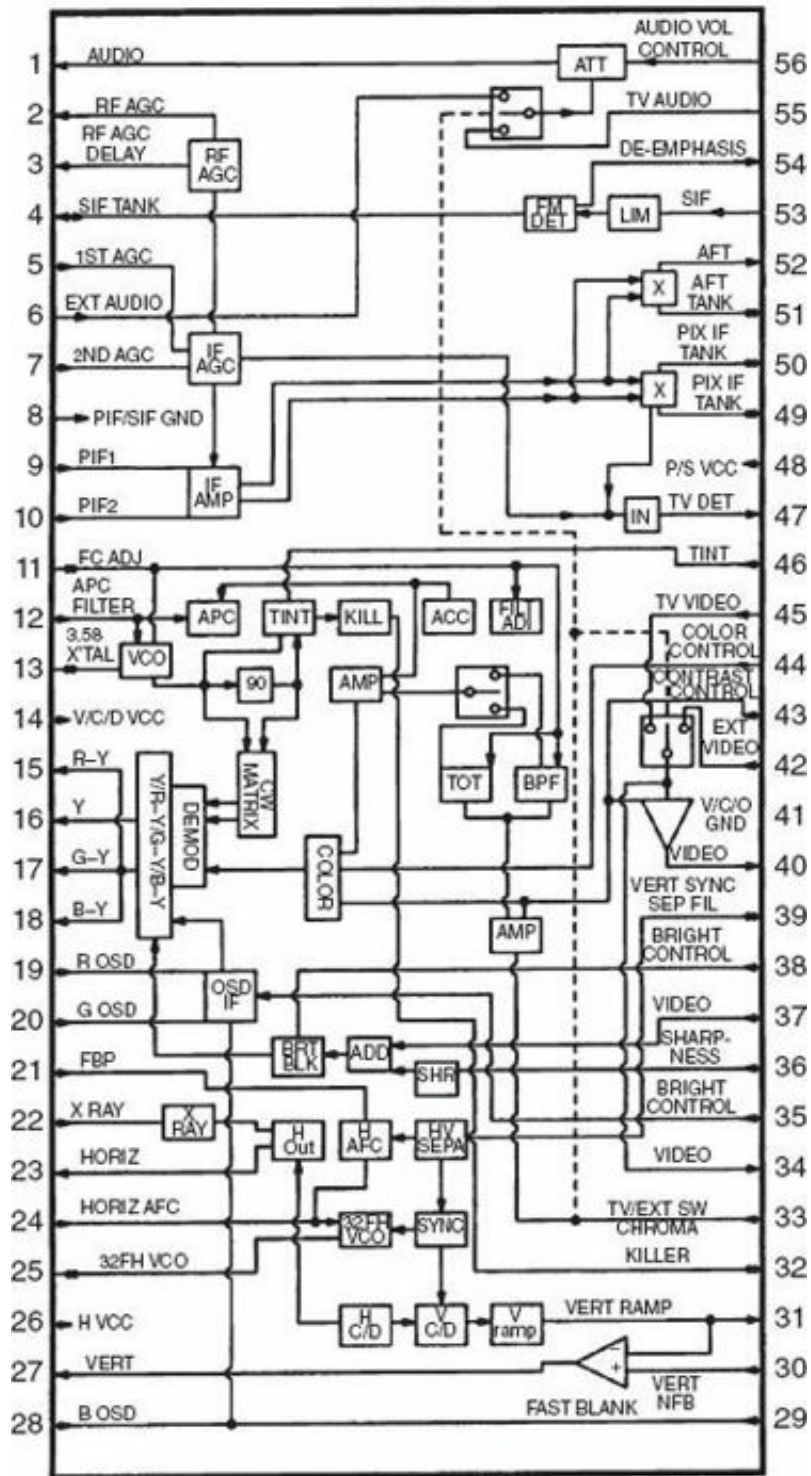 AUDIO VOL
CONTROL
1 AUDIO ATT 56
2 RF AGC TV AUDIO 55
RF AGC
DELAY
3 RF AGC DE-EMPHASIS 54
4 SIF TANK FM DET LIM SIF 53
5 1ST AGC AFT 52
X AFT
TANK
6 EXT AUDIO 51
7 2ND AGC IF AGC PIX IF
TANK 50
8 PIF/SIF GND X PIX IF
TANK 49
9 PIF1 P/S VCC 48
10 PIF2 IF AMP IN TV DET 47
11 FC ADJ TINT 46
APC
FILTER
12 APC TINT KILL ACC FILT ADJ TV VIDEO 45
3.58
X'TAL
13 VCO 90 AMP COLOR
CONTROL 44
14 V/C/D VCC CONTRAST
CONTROL 43
15 R–Y EXT
VIDEO 42
16 Y Y/R–Y/G–Y/B–Y DEMOD CW MATRIX TOT BPF V/C/O
GND 41
17 G–Y COLOR VIDEO 40
18 B–Y AMP VERT SYNC
SEP FIL 39
19 R OSD OSD IF BRIGHT
CONTROL 38
20 G OSD VIDEO 37
21 FBP BRT BLK ADD SHR SHARP-
NESS 36
22 X RAY X RAY H Out H AFC HV SEPA BRIGHT
CONTROL 35
23 HORIZ VIDEO 34
24 HORIZ AFC 32FH VCO SYNC TV/EXT SW
CHROMA 33
25 32FH VCO KILLER 32
26 H VCC H C/D V C/D V ramp VERT RAMP 31
27 VERT – + VERT
NFB 30
28 B OSD FAST BLANK 29